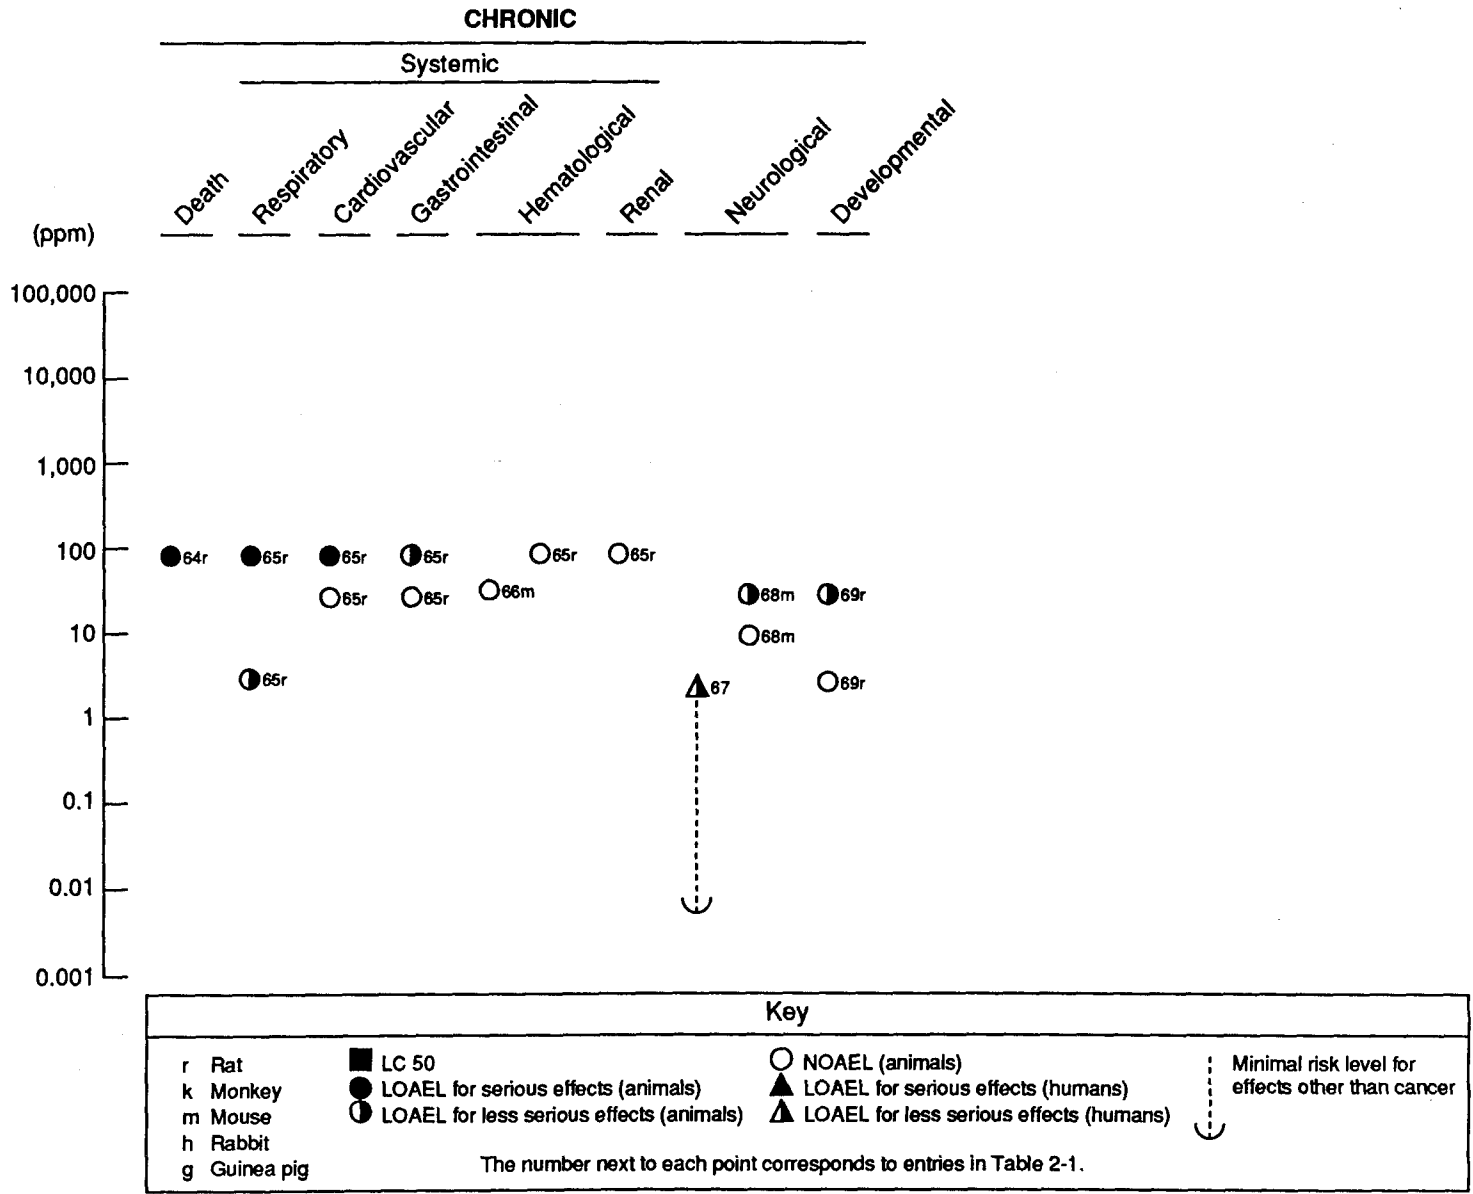 CHRONIC
Systemic
Death
Respiratory
Cardiovascular
Gastrointestinal
Hematological
Renal
Neurological
Developmental
(ppm)
100,000
10,000
1,000
100
64r 65r 65r 65r 65r 65r
65r 65r 66m 68m 69r
10
68m
65r 67 69r
1
0.1
0.01
0.001
Key
r Rat
k Monkey
m Mouse
h Rabbit
g Guinea pig
LC 50
LOAEL for serious effects (animals)
LOAEL for less serious effects (animals)
NOAEL (animals)
LOAEL for serious effects (humans)
LOAEL for less serious effects (humans)
Minimal risk level for
effects other than cancer
The number next to each point corresponds to entries in Table 2-1.